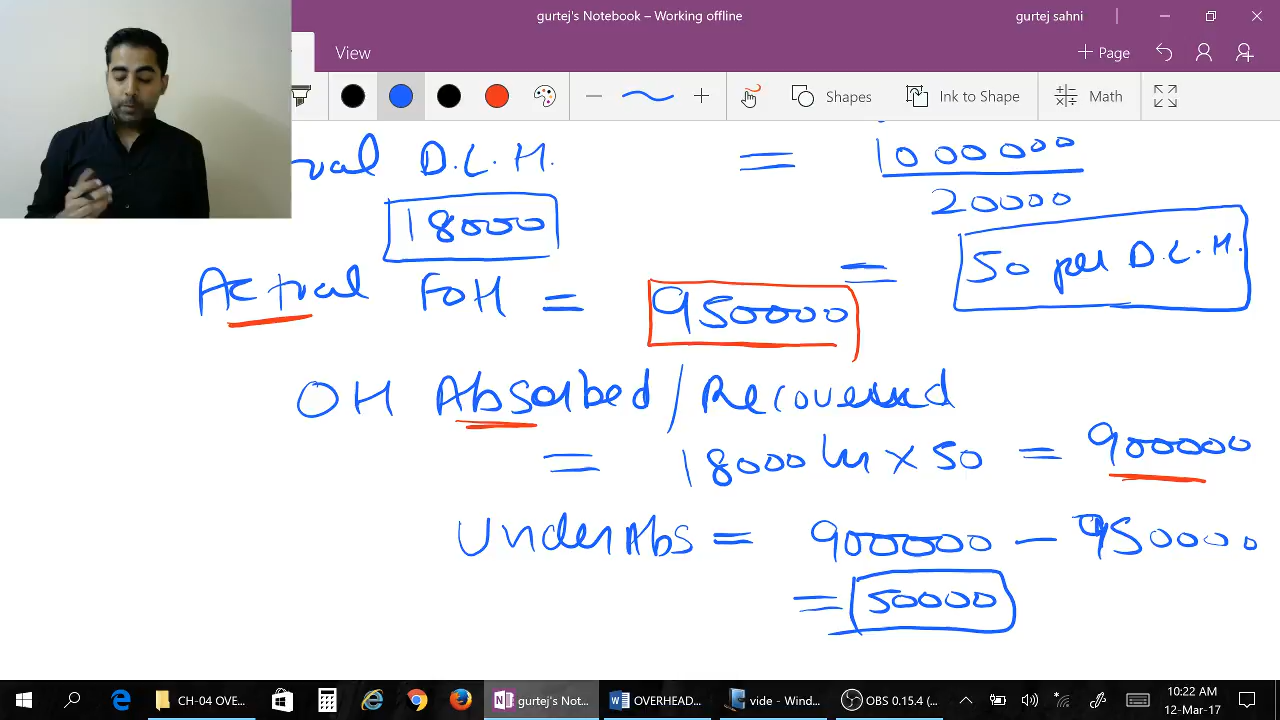 gurtej's Notebook – Working offline
gurtej sahni
View
Page
Shapes
Ink to Shape
Math
D.L.H. = 1000000
20000
18000
= 50 per D.L.H.
Actual FOH = 950000
OH Absorbed/Recovered
= 18000 hr × 50 = 900000
Under Abs = 900000 - 950000
= 50000
CH-04 OVE...
gurtej's Not...
OVERHEAD...
vide - Wind...
OBS 0.15.4 (...
10:22 AM
12-Mar-17